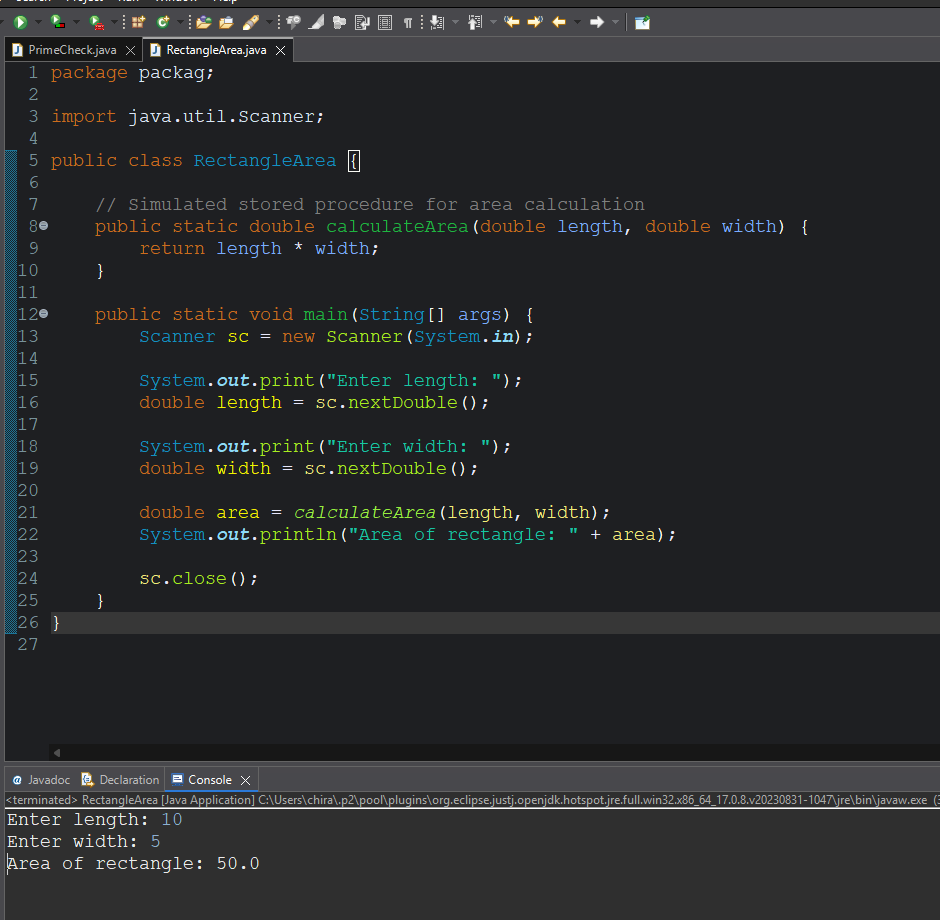 Search Project Run Window Help
PrimeCheck.java RectangleArea.java
1 package packag;
2
3 import java.util.Scanner;
4
5 public class RectangleArea {
6
7 // Simulated stored procedure for area calculation
8 public static double calculateArea(double length, double width) {
9 return length * width;
10 }
11
12 public static void main(String[] args) {
13 Scanner sc = new Scanner(System.in);
14
15 System.out.print("Enter length: ");
16 double length = sc.nextDouble();
17
18 System.out.print("Enter width: ");
19 double width = sc.nextDouble();
20
21 double area = calculateArea(length, width);
22 System.out.println("Area of rectangle: " + area);
23
24 sc.close();
25 }
26 }
27
Javadoc Declaration Console
<terminated> RectangleArea [Java Application] C:\Users\chira\.p2\pool\plugins\org.eclipse.justj.openjdk.hotspot.jre.full.win32.x86_64_17.0.8.v20230831-1047\jre\bin\javaw.exe
Enter length: 10
Enter width: 5
Area of rectangle: 50.0